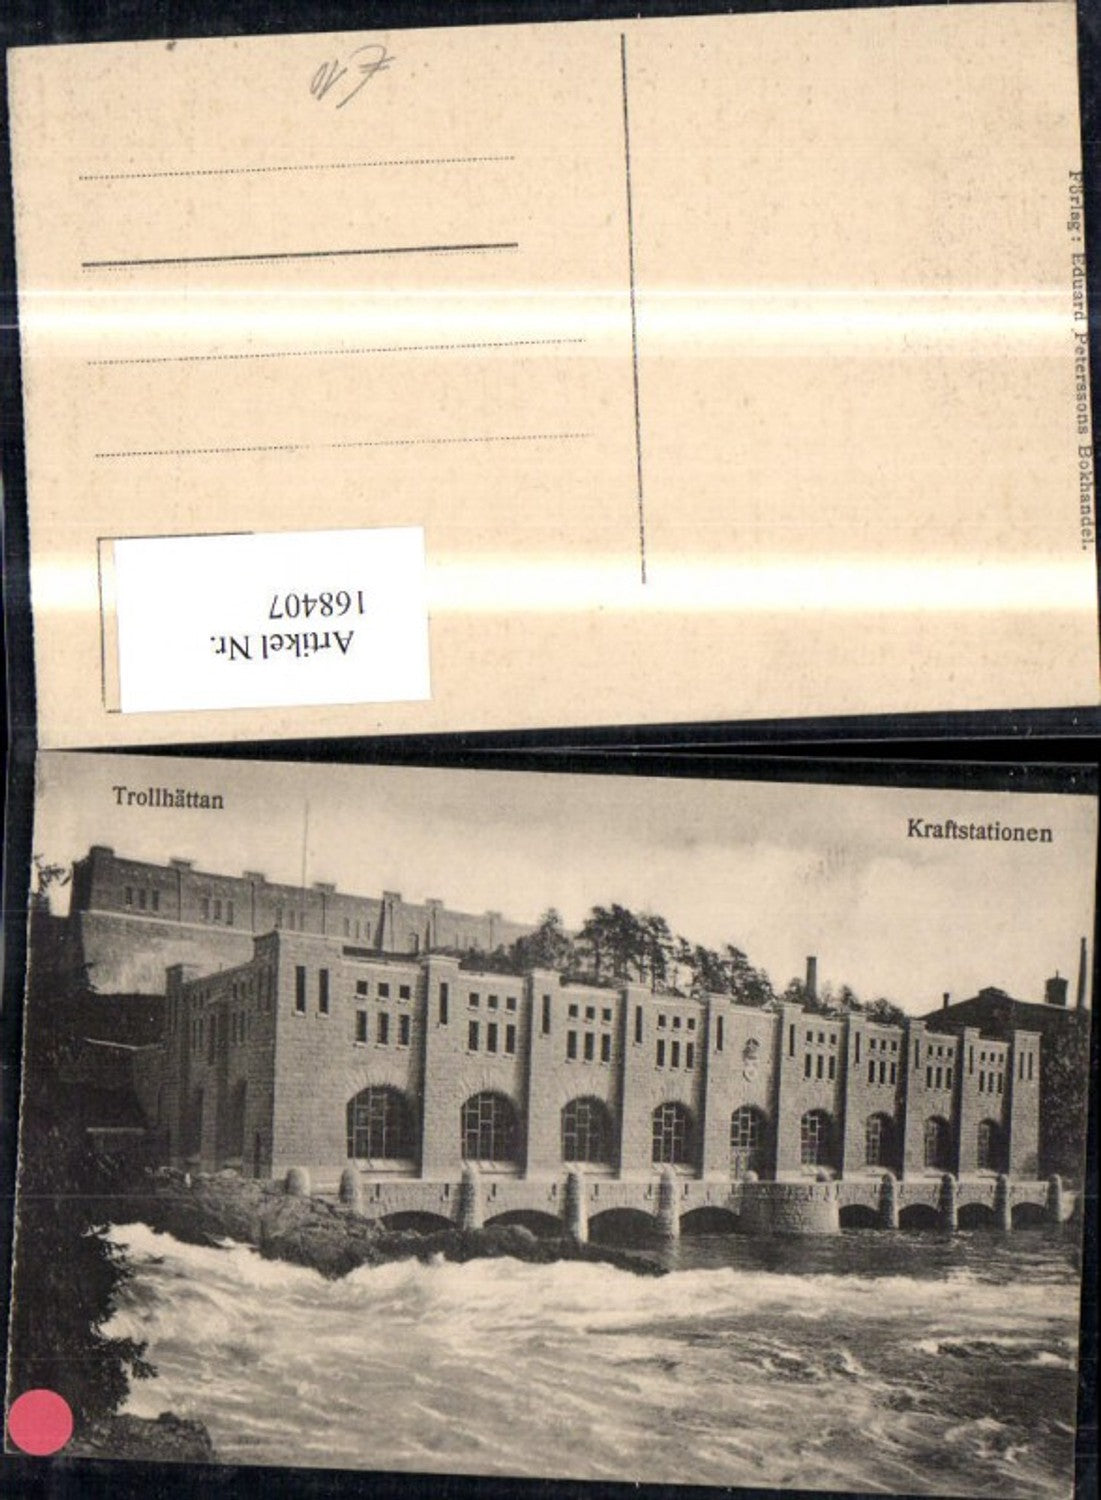 Förlag: Eduard Peterssons Bokhandel.
Artikel Nr.
168407
Trollhättan
Kraftstationen